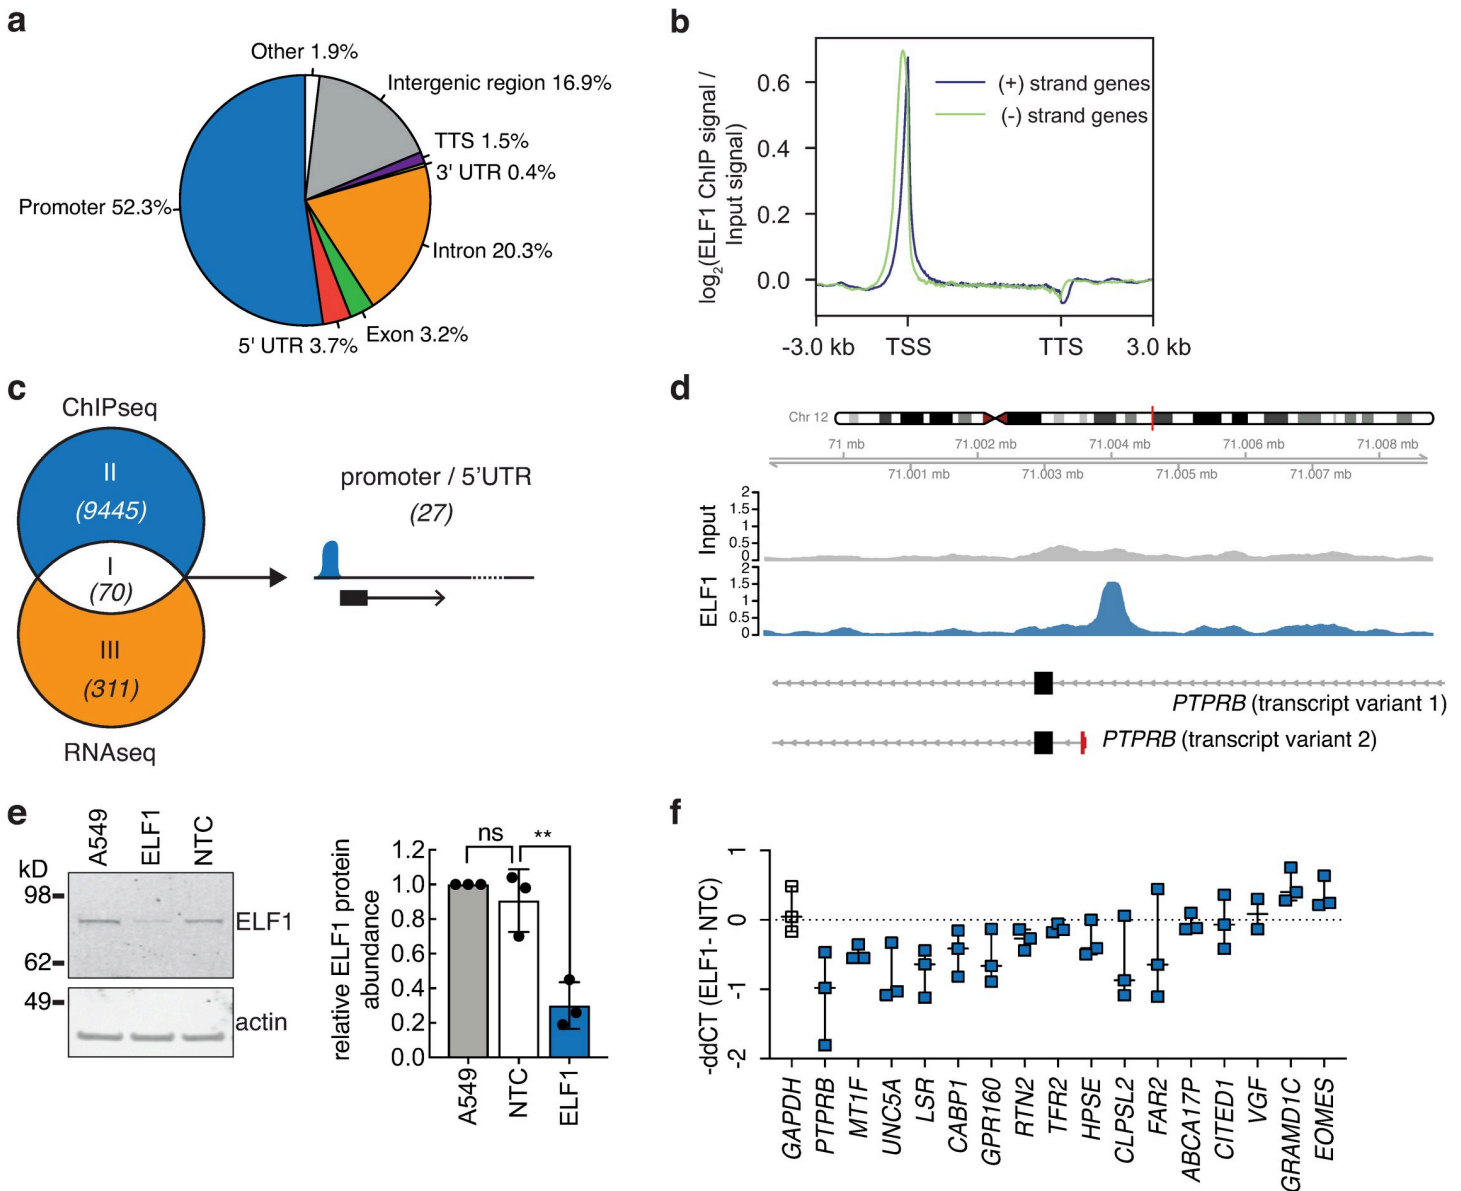 a
Other 1.9%
Intergenic region 16.9%
TTS 1.5%
3' UTR 0.4%
Promoter 52.3%
Intron 20.3%
Exon 3.2%
5' UTR 3.7%
b
log2(ELF1 ChIP signal /
Input signal)
0.6
0.4
0.2
0.0
(+) strand genes
(-) strand genes
-3.0 kb
TSS
TTS
3.0 kb
c
ChIPseq
II
(9445)
I
(70)
III
(311)
RNAseq
promoter / 5’UTR
(27)
d
Chr 12
71 mb
71.002 mb
71.004 mb
71.006 mb
71.008 mb
71.001 mb
71.003 mb
71.005 mb
71.007 mb
Input
2
1.5
1
0.5
0
ELF1
2
1.5
1
0.5
0
PTPRB (transcript variant 1)
PTPRB (transcript variant 2)
e
kD
A549
ELF1
NTC
98
62
49
ELF1
actin
relative ELF1 protein
abundance
1.2
1.0
0.8
0.6
0.4
0.2
0.0
ns
**
A549
NTC
ELF1
f
-ddCT (ELF1- NTC)
1
0
-1
-2
GAPDH
PTPRB
MT1F
UNC5A
LSR
CABP1
GPR160
RTN2
TFR2
HPSE
CLPSL2
FAR2
ABCA17P
CITED1
VGF
GRAMD1C
EOMES